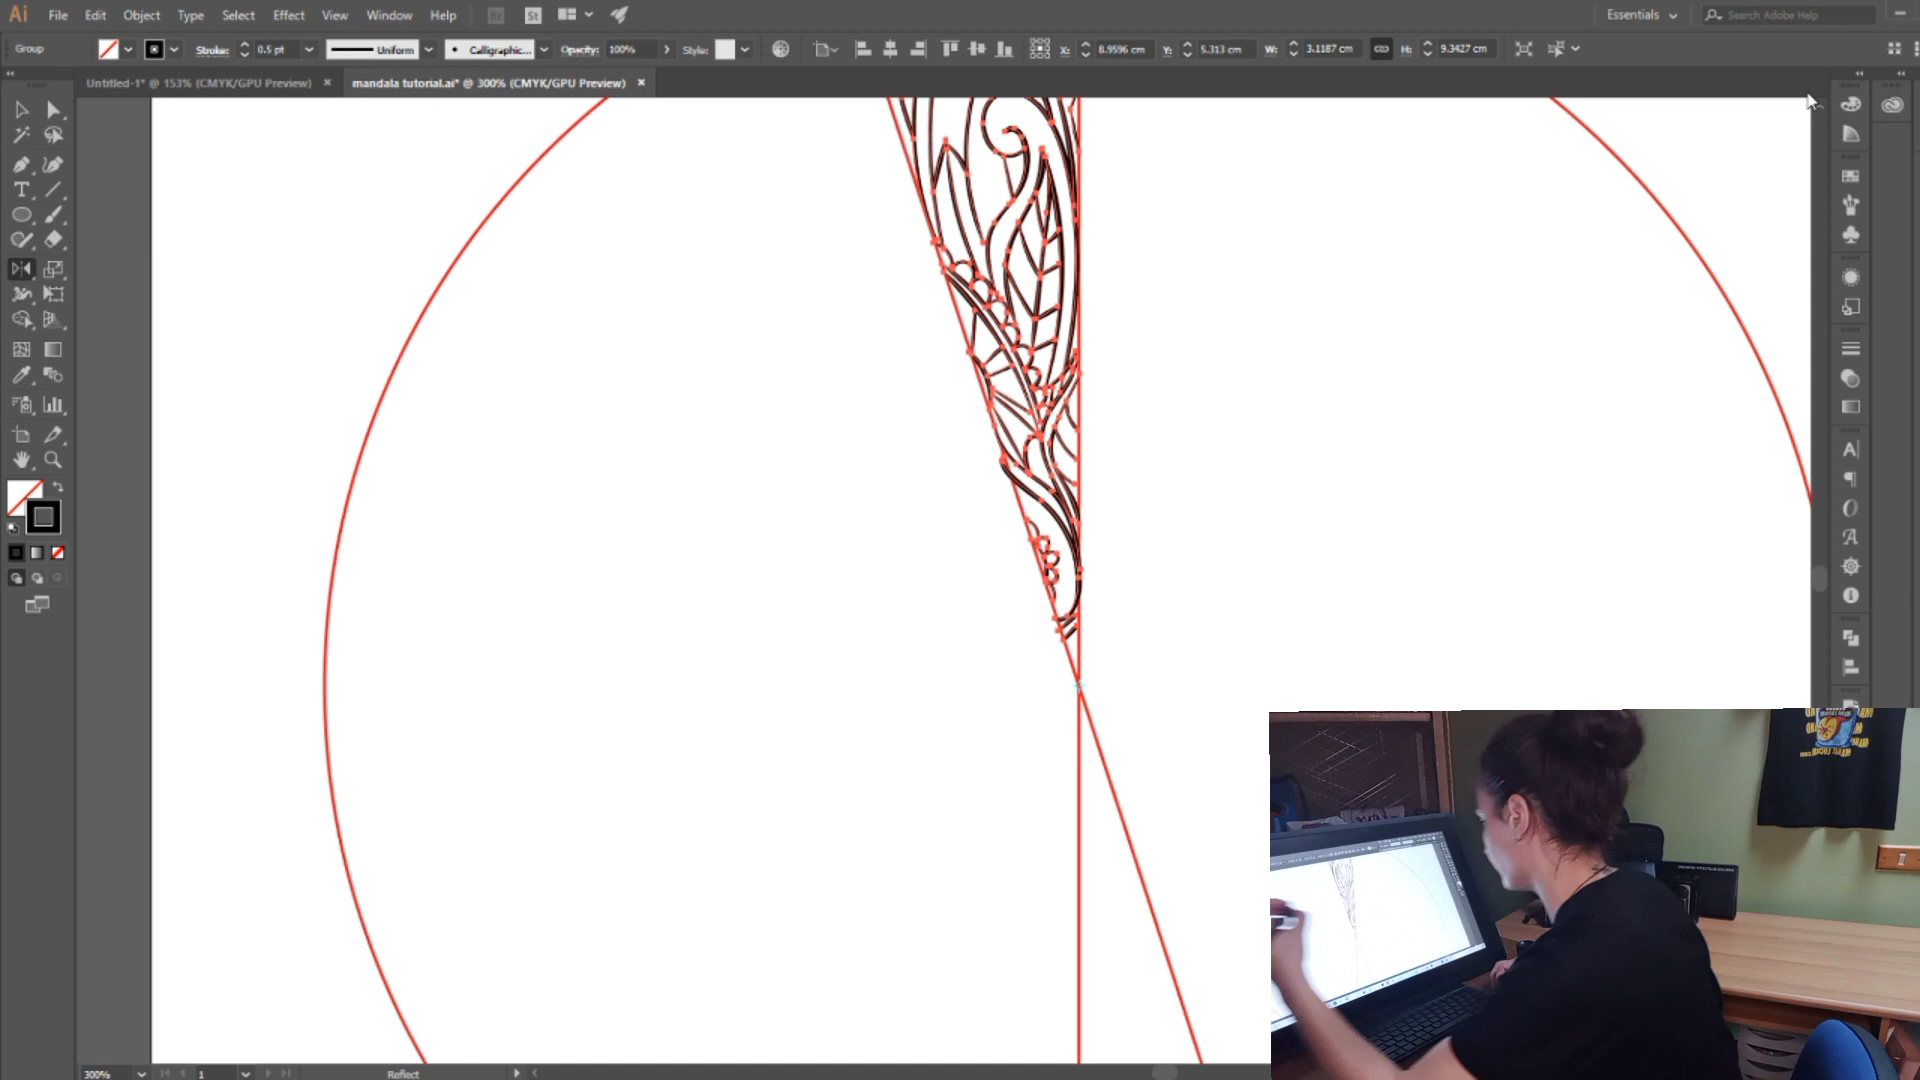 Ai File Edit Object Type Select Effect View Window Help Br St Essentials Search Adobe Help
Group Stroke: 0.5 pt Uniform Calligraphic... Opacity: 100% Style: X: 8.9596 cm Y: 5.313 cm W: 3.1187 cm H: 9.3427 cm
Untitled-1* @ 153% (CMYK/GPU Preview) × mandala tutorial.ai* @ 300% (CMYK/GPU Preview) ×
300% 1 Reflect